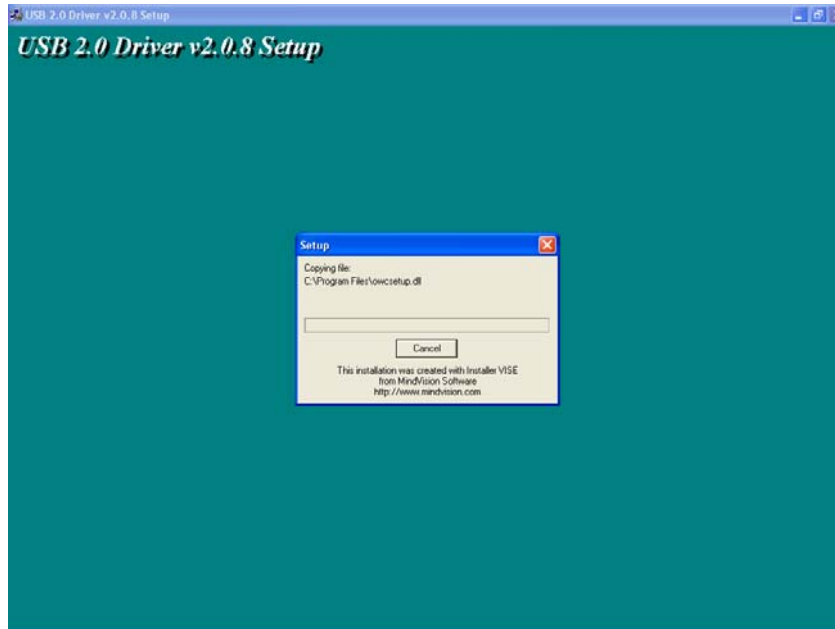 USB 2.0 Driver v2.0.8 Setup
USB 2.0 Driver v2.0.8 Setup
Setup
Copying file:
C:\Program Files\owcsetup.dll
Cancel
This installation was created with Installer VISE
from MindVision Software
http://www.mindvision.com